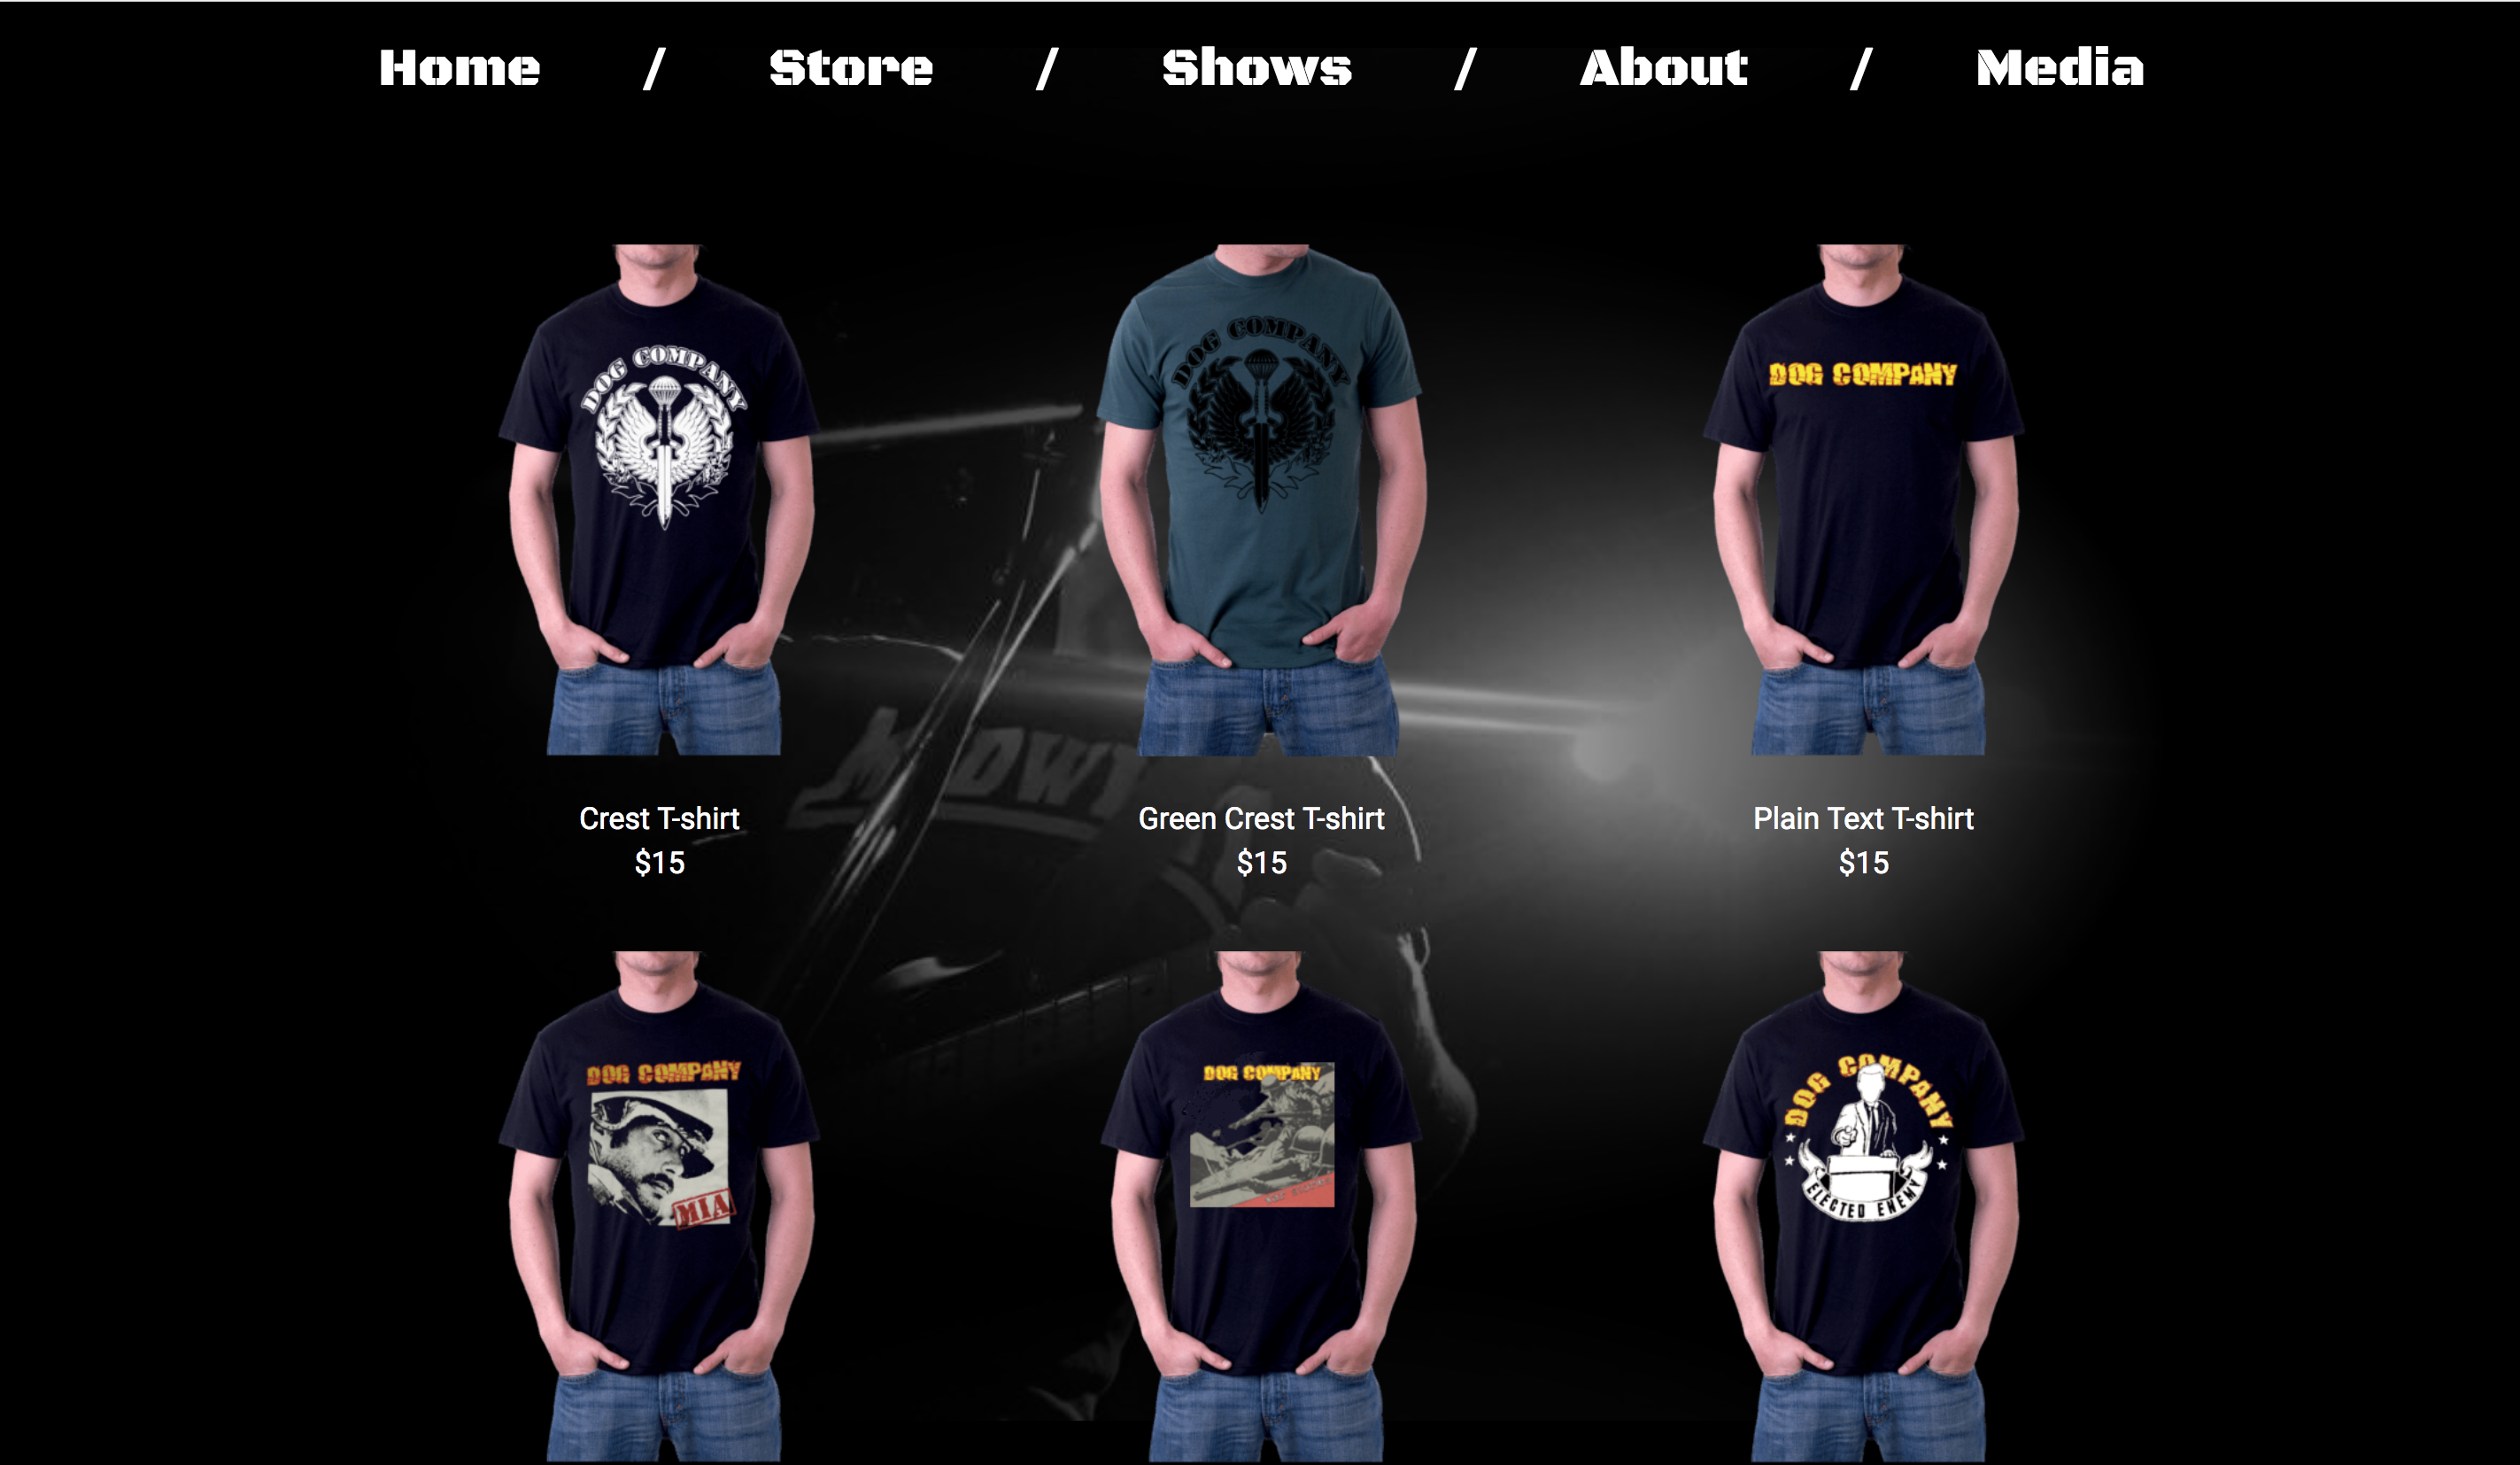 Home / Store / Shows / About / Media
DOG COMPANY
DOG COMPANY
DOG COMPANY
Crest T-shirt
$15
Green Crest T-shirt
$15
Plain Text T-shirt
$15
DOG COMPANY
MIA
DOG COMPANY
DOG COMPANY
ELECTED ENEMY